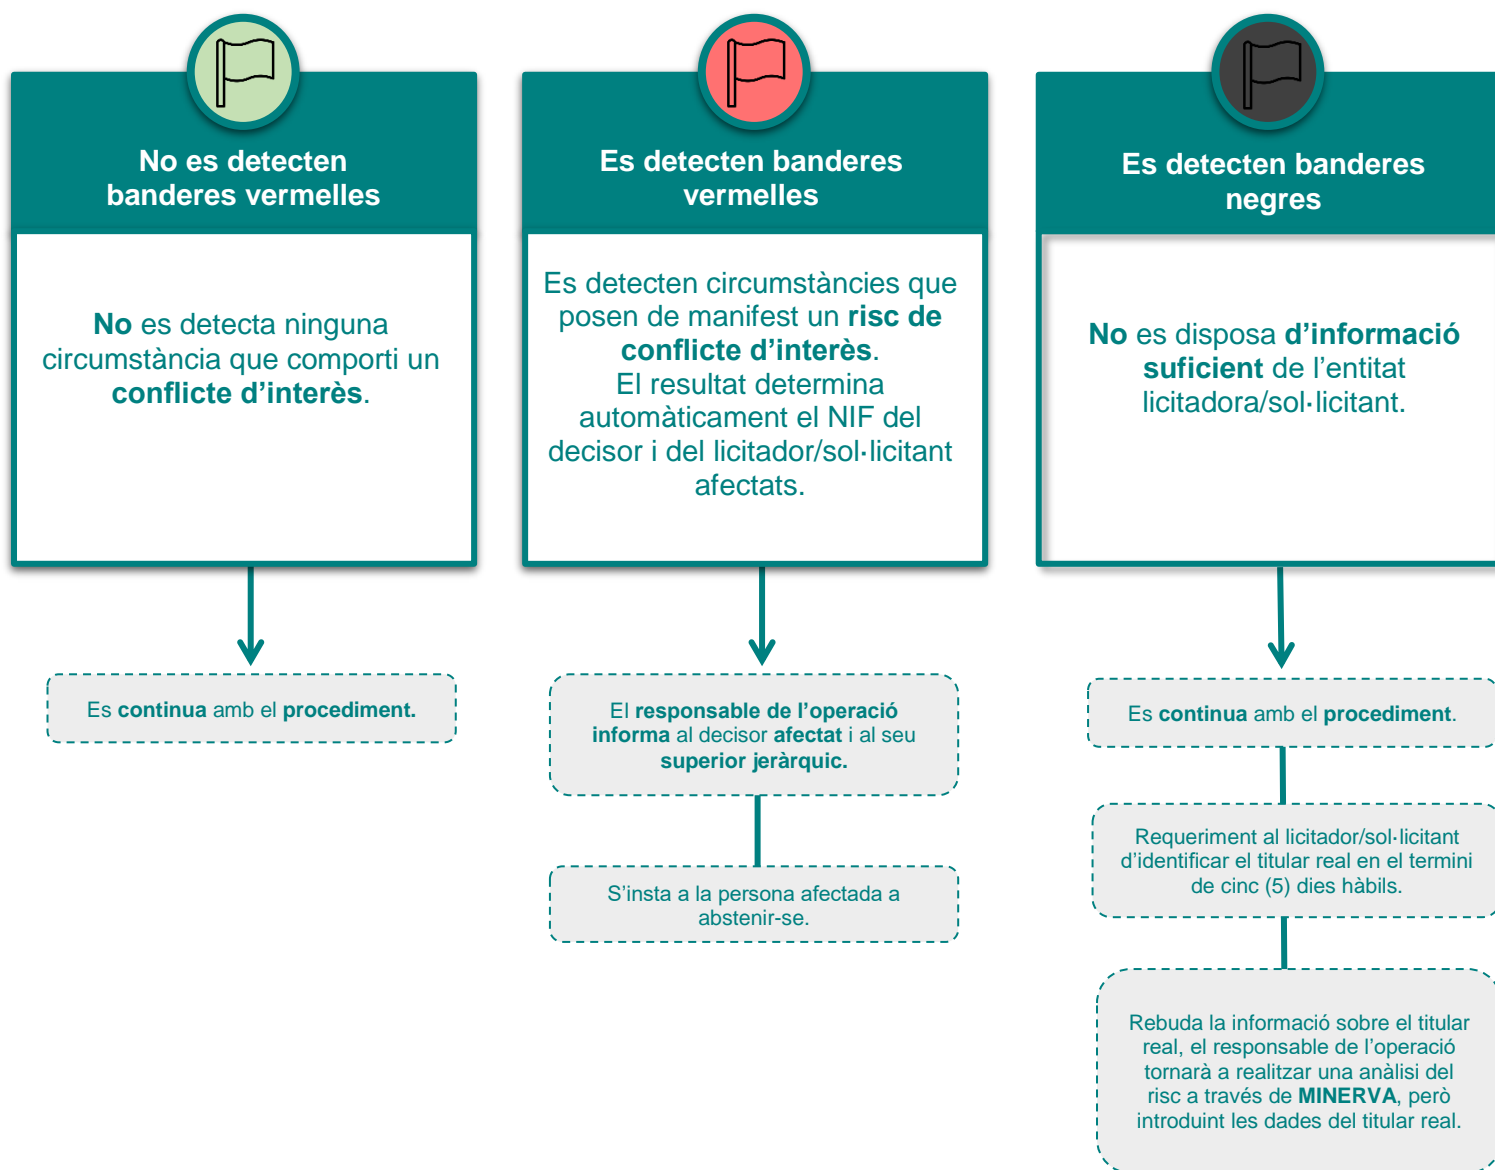 No es detecten
banderes vermelles
No es detecta ninguna
circumstància que comporti un
conflicte d’interès.
Es continua amb el procediment.
Es detecten banderes
vermelles
Es detecten circumstàncies que
posen de manifest un risc de
conflicte d’interès.
El resultat determina
automàticament el NIF del
decisor i del licitador/sol·licitant
afectats.
El responsable de l’operació
informa al decisor afectat i al seu
superior jeràrquic.
S’insta a la persona afectada a
abstenir-se.
Es detecten banderes
negres
No es disposa d’informació
suficient de l’entitat
licitadora/sol·licitant.
Es continua amb el procediment.
Requeriment al licitador/sol·licitant
d’identificar el titular real en el termini
de cinc (5) dies hàbils.
Rebuda la informació sobre el titular
real, el responsable de l’operació
tornarà a realitzar una anàlisi del
risc a través de MINERVA, però
introduint les dades del titular real.